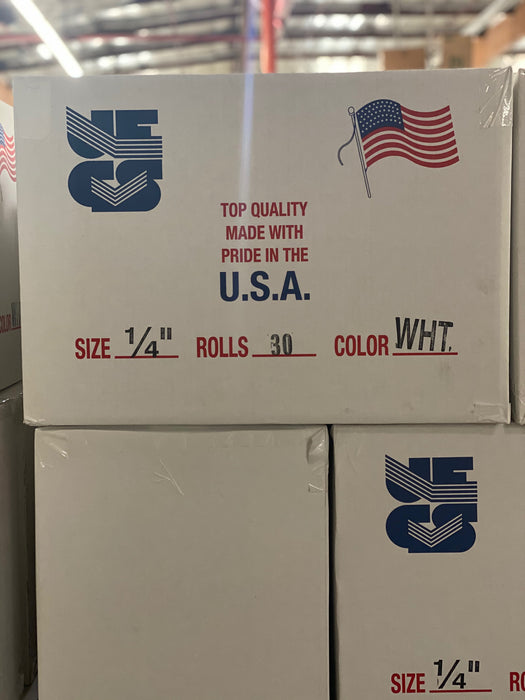 TOP QUALITY
MADE WITH
PRIDE IN THE
U.S.A.
SIZE 1/4" ROLLS 30 COLOR WHT.
SIZE 1/4"